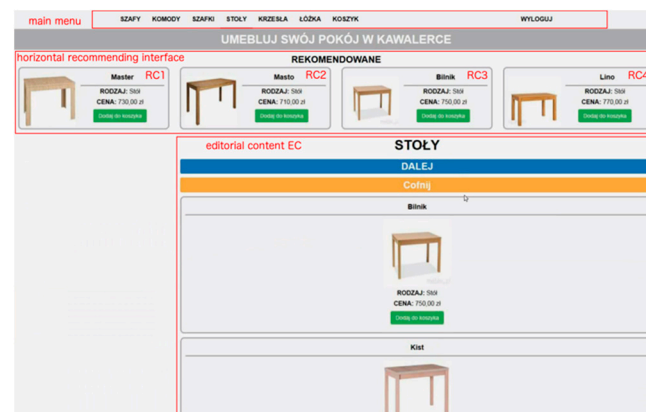 main menu SZAFY KOMODY SZAFKI STOŁY KRZESŁA ŁÓŻKA KOSZYK WYLOGUJ
UMEBLUJ SWÓJ POKÓJ W KAWALERCE
horizontal recommending interface REKOMENDOWANE
Master RC1 Masto RC2 Bilnik RC3 Lino RC4
RODZAJ: Stół RODZAJ: Stół RODZAJ: Stół RODZAJ: Stół
CENA: 730,00 zł CENA: 710,00 zł CENA: 750,00 zł CENA: 770,00 zł
Dodaj do koszyka Dodaj do koszyka Dodaj do koszyka Dodaj do koszyka
editorial content EC STOŁY
DALEJ
Cofnij
Bilnik
RODZAJ: Stół
CENA: 750,00 zł
Dodaj do koszyka
Kist